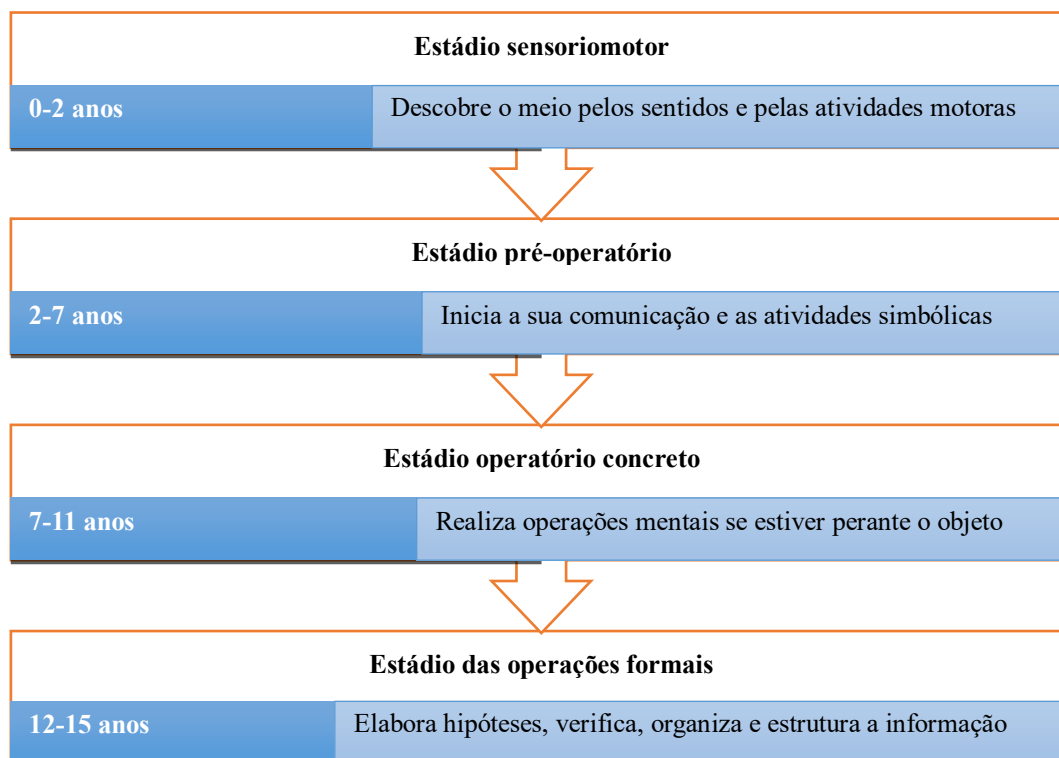 Estádio sensoriomotor
0-2 anos
Descobre o meio pelos sentidos e pelas atividades motoras
Estádio pré-operatório
2-7 anos
Inicia a sua comunicação e as atividades simbólicas
Estádio operatório concreto
7-11 anos
Realiza operações mentais se estiver perante o objeto
Estádio das operações formais
12-15 anos
Elabora hipóteses, verifica, organiza e estrutura a informação